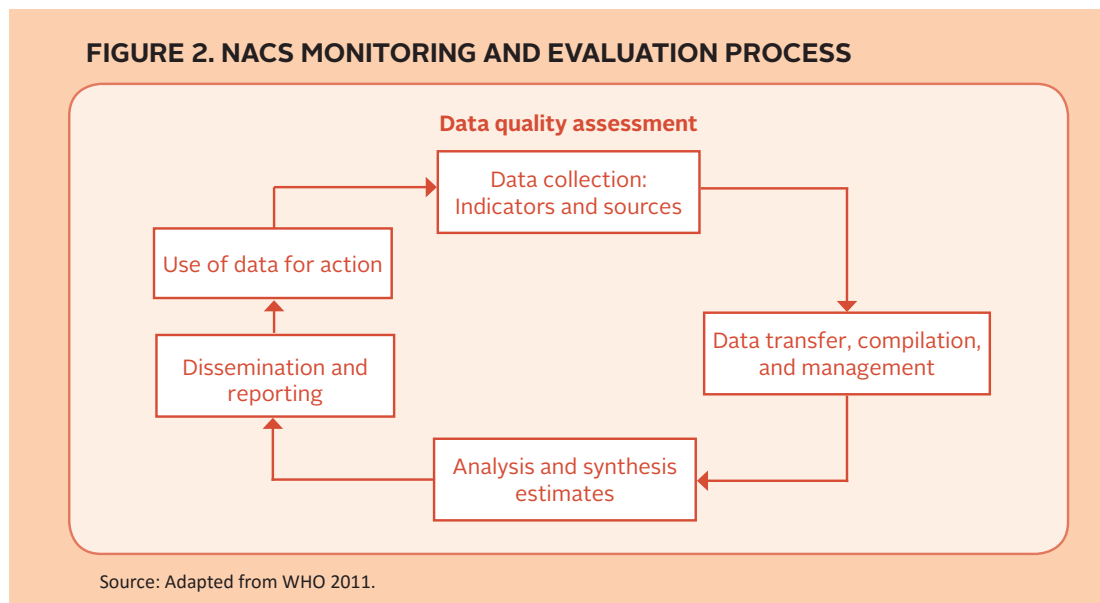 FIGURE 2. NACS MONITORING AND EVALUATION PROCESS
Data quality assessment
Data collection:
Indicators and sources
Use of data for action
Data transfer, compilation,
and management
Dissemination and
reporting
Analysis and synthesis
estimates
Source: Adapted from WHO 2011.